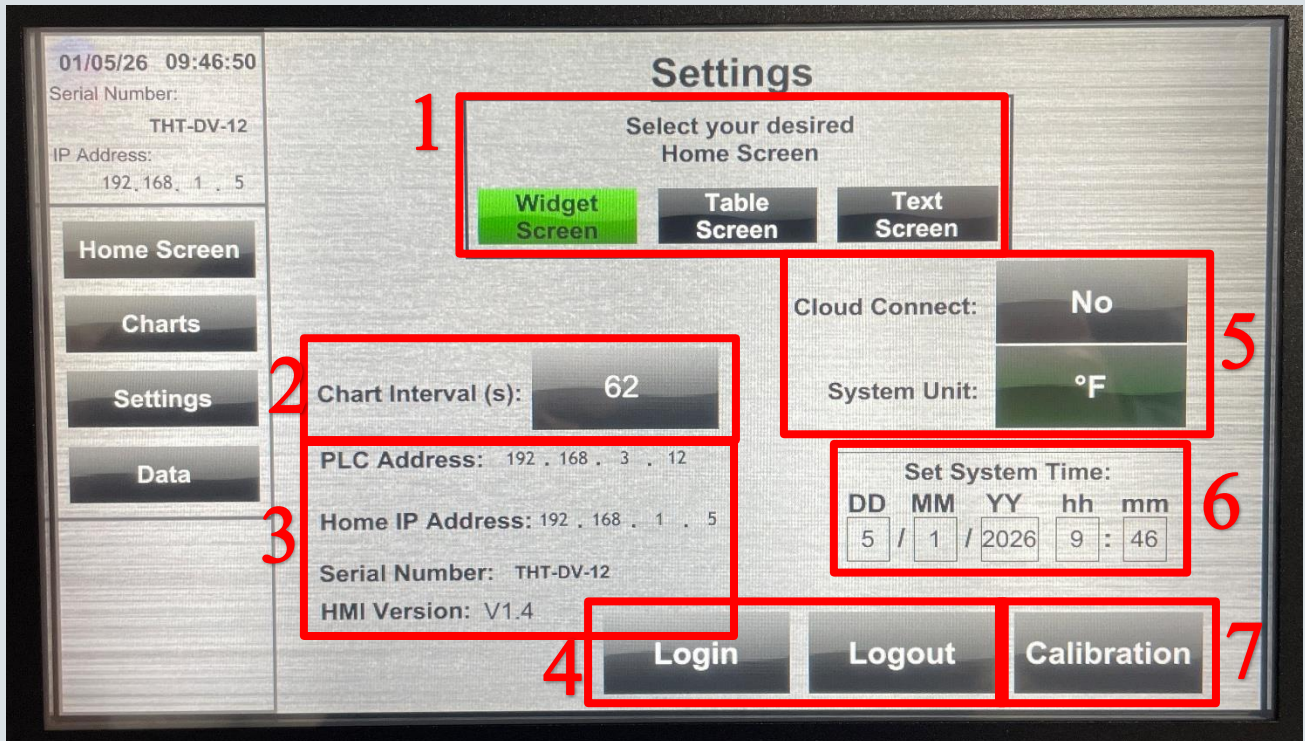 01/05/26 09:46:50
Serial Number:
THT-DV-12
IP Address:
192.168. 1 . 5
Home Screen
Charts
Settings
Data
Settings
1
Select your desired
Home Screen
Widget Screen
Table Screen
Text Screen
5
Cloud Connect: No
System Unit: °F
2
Chart Interval (s): 62
3
PLC Address: 192 . 168 . 3 . 12
Home IP Address: 192 . 168 . 1 . 5
Serial Number: THT-DV-12
HMI Version: V1.4
6
Set System Time:
DD MM YY hh mm
5 / 1 / 2026 9 : 46
4
Login Logout
Calibration
7